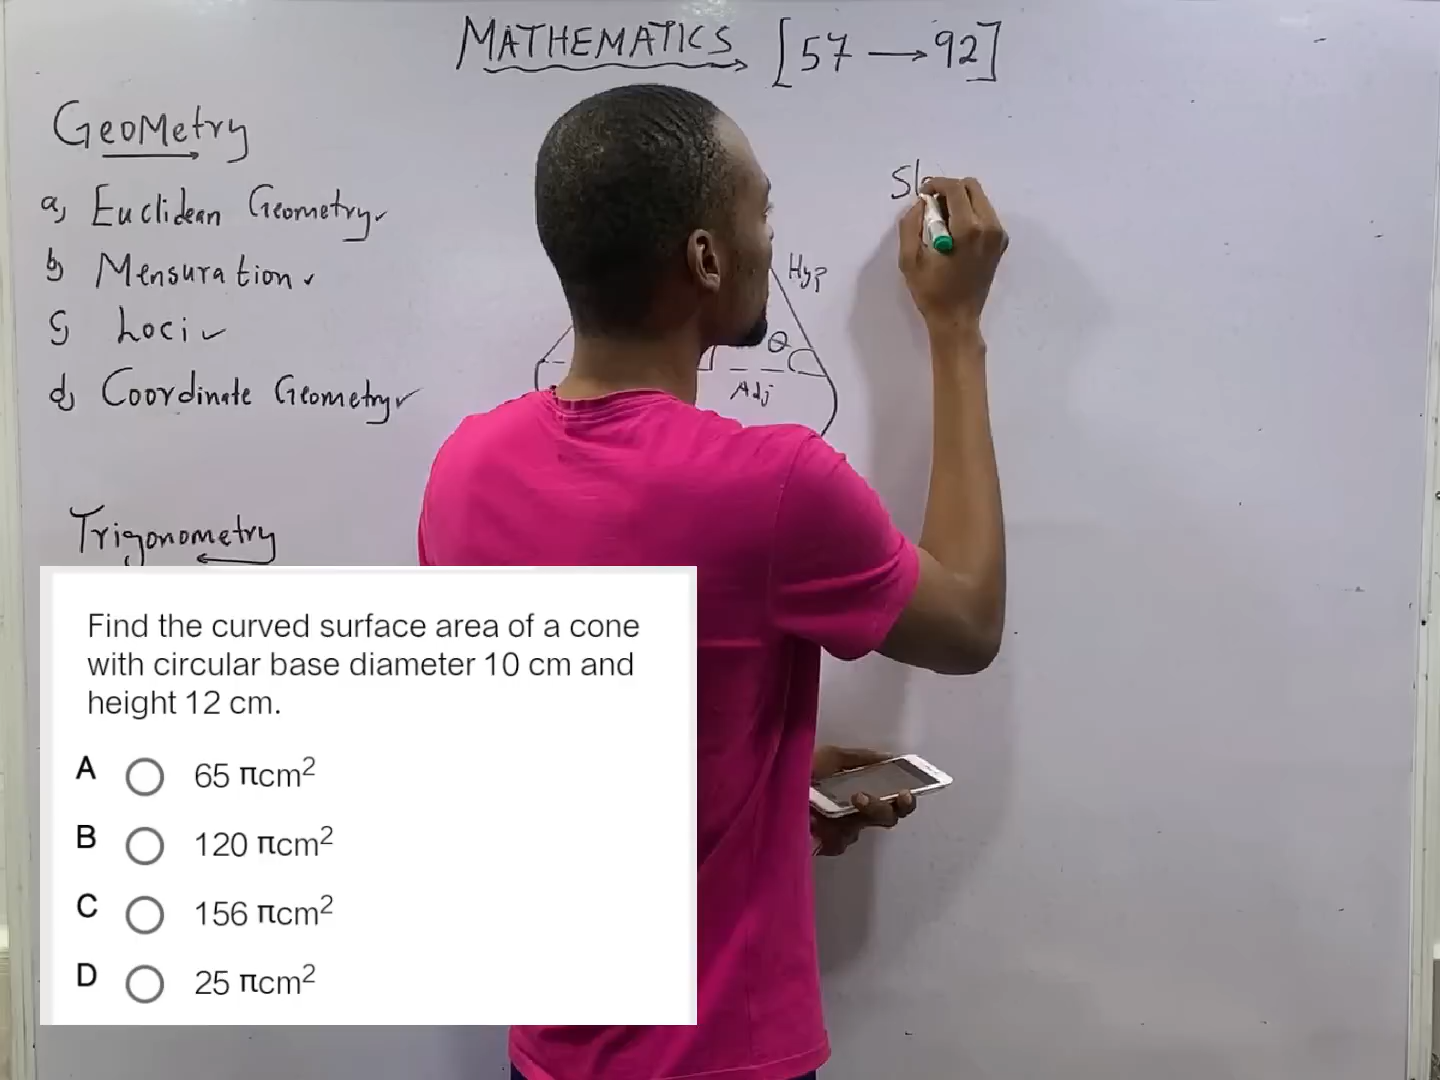 MATHEMATICS [57 → 92]
GeoMetry
a) Euclidean Geometry ✓
b) Mensuration ✓
c) Loci ✓
d) Coordinate Geometry ✓
Trigonometry
Hyp
θ
Adj
Find the curved surface area of a cone
with circular base diameter 10 cm and
height 12 cm.
A 65 πcm²
B 120 πcm²
C 156 πcm²
D 25 πcm²